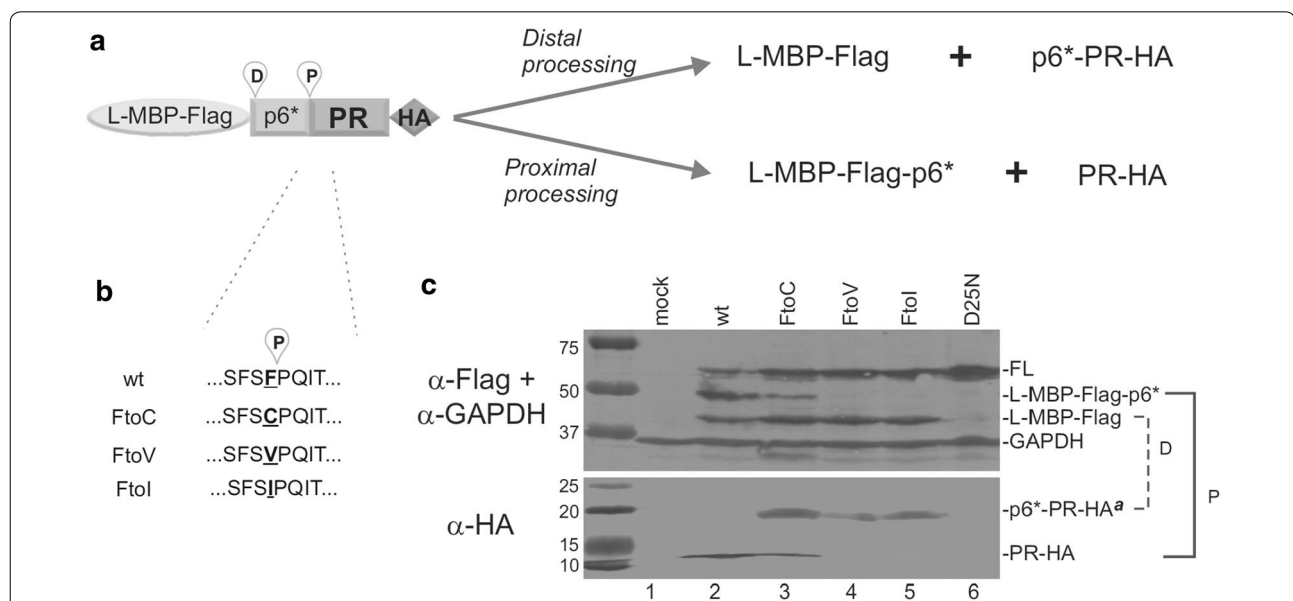 a
Distal
processing
L-MBP-Flag + p6*-PR-HA
D P
L-MBP-Flag p6* PR HA
Proximal
processing
L-MBP-Flag-p6* + PR-HA
b
P
wt ...SFSFPQIT...
FtoC ...SFSCPQIT...
FtoV ...SFSVPQIT...
FtoI ...SFSIPQIT...
c
mock wt FtoC FtoV FtoI D25N
α-Flag +
α-GAPDH
75
50
37
-FL
-L-MBP-Flag-p6*
-L-MBP-Flag
-GAPDH
D
P
α-HA
25
20
15
10
-p6*-PR-HAa
-PR-HA
1 2 3 4 5 6